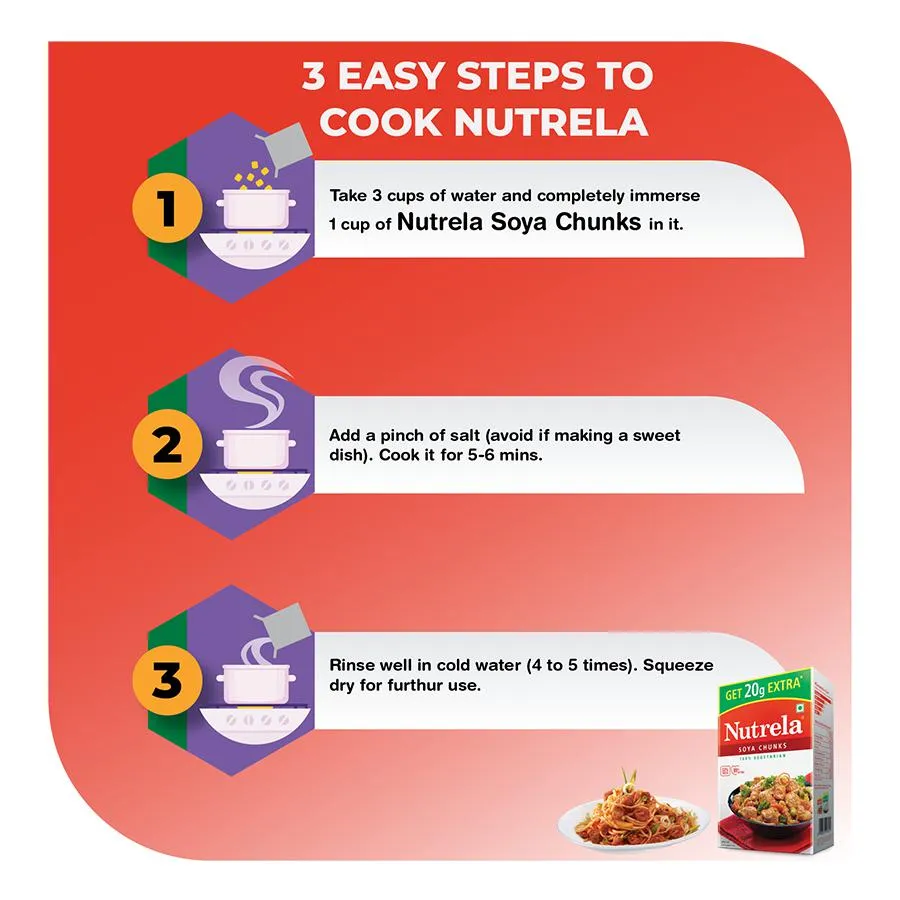 3 EASY STEPS TO
COOK NUTRELA
1
Take 3 cups of water and completely immerse
1 cup of Nutrela Soya Chunks in it.
2
Add a pinch of salt (avoid if making a sweet
dish). Cook it for 5-6 mins.
3
Rinse well in cold water (4 to 5 times). Squeeze
dry for furthur use.
GET 20g EXTRA*
Nutrela
SOYA CHUNKS
100% VEGETARIAN